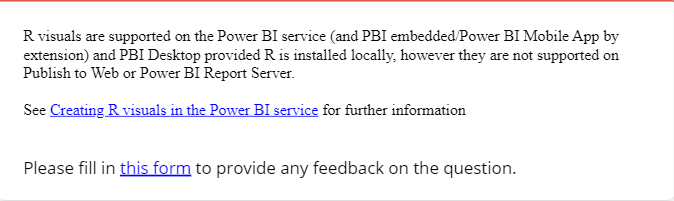 R visuals are supported on the Power BI service (and PBI embedded/Power BI Mobile App by
extension) and PBI Desktop provided R is installed locally, however they are not supported on
Publish to Web or Power BI Report Server.
See Creating R visuals in the Power BI service for further information
Please fill in this form to provide any feedback on the question.